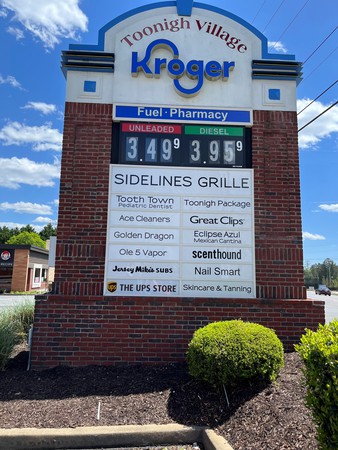 Toonigh Village
Kroger
Fuel · Pharmacy
UNLEADED DIESEL
3.49 9 3.95 9
SIDELINES GRILLE
Tooth Town
Pediatric Dentist
Toonigh Package
Ace Cleaners
Great Clips
Golden Dragon
Eclipse Azul
Mexican Cantina
Ole 5 Vapor
scenthound
Jersey Mike's SUBS
Nail Smart
ups THE UPS STORE
Skincare & Tanning